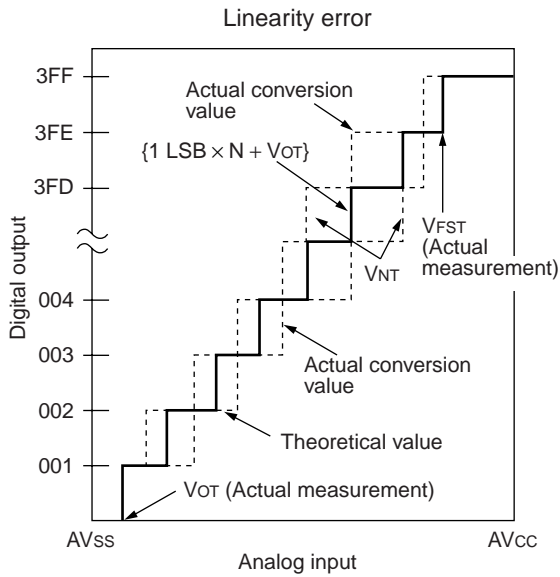 Linearity error
3FF
3FE
3FD
004
003
002
001
Digital output
Actual conversion
value
{1 LSB × N + VOT}
VFST
(Actual
measurement)
VNT
Actual conversion
value
Theoretical value
VOT (Actual measurement)
AVSS
AVCC
Analog input